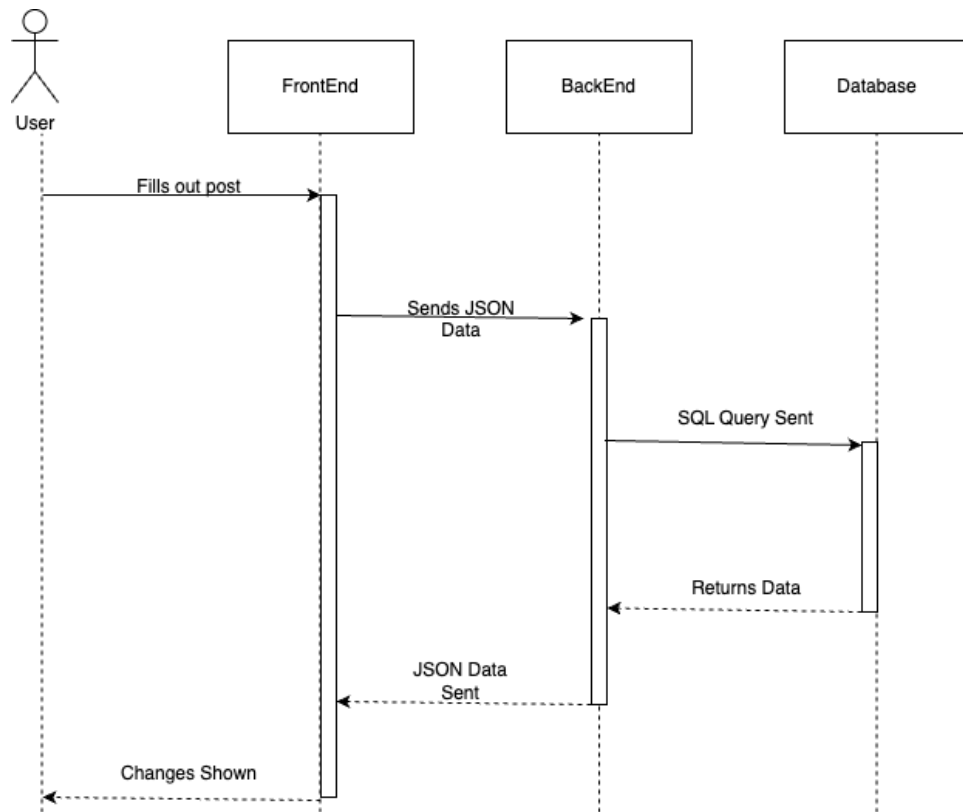 User
FrontEnd
BackEnd
Database
Fills out post
Sends JSON
Data
SQL Query Sent
Returns Data
JSON Data
Sent
Changes Shown